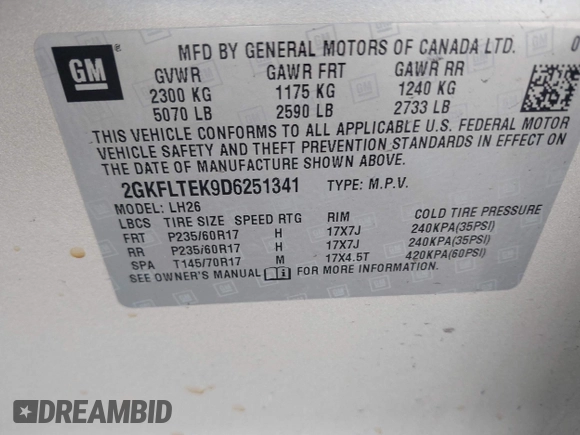 GM ®
MFD BY GENERAL MOTORS OF CANADA LTD. 0
GVWR GAWR FRT GAWR RR
2300 KG 1175 KG 1240 KG
5070 LB 2590 LB 2733 LB
THIS VEHICLE CONFORMS TO ALL APPLICABLE U.S. FEDERAL MOTOR
VEHICLE SAFETY AND THEFT PREVENTION STANDARDS IN EFFECT ON
THE DATE OF MANUFACTURE SHOWN ABOVE.
2GKFLTEK9D6251341 TYPE: M.P.V.
MODEL: LH26
LBCS TIRE SIZE SPEED RTG RIM COLD TIRE PRESSURE
FRT P235/60R17 H 17X7J 240KPA(35PSI)
RR P235/60R17 H 17X7J 240KPA(35PSI)
SPA T145/70R17 M 17X4.5T 420KPA(60PSI)
SEE OWNER'S MANUAL FOR MORE INFORMATION.
DREAMBID